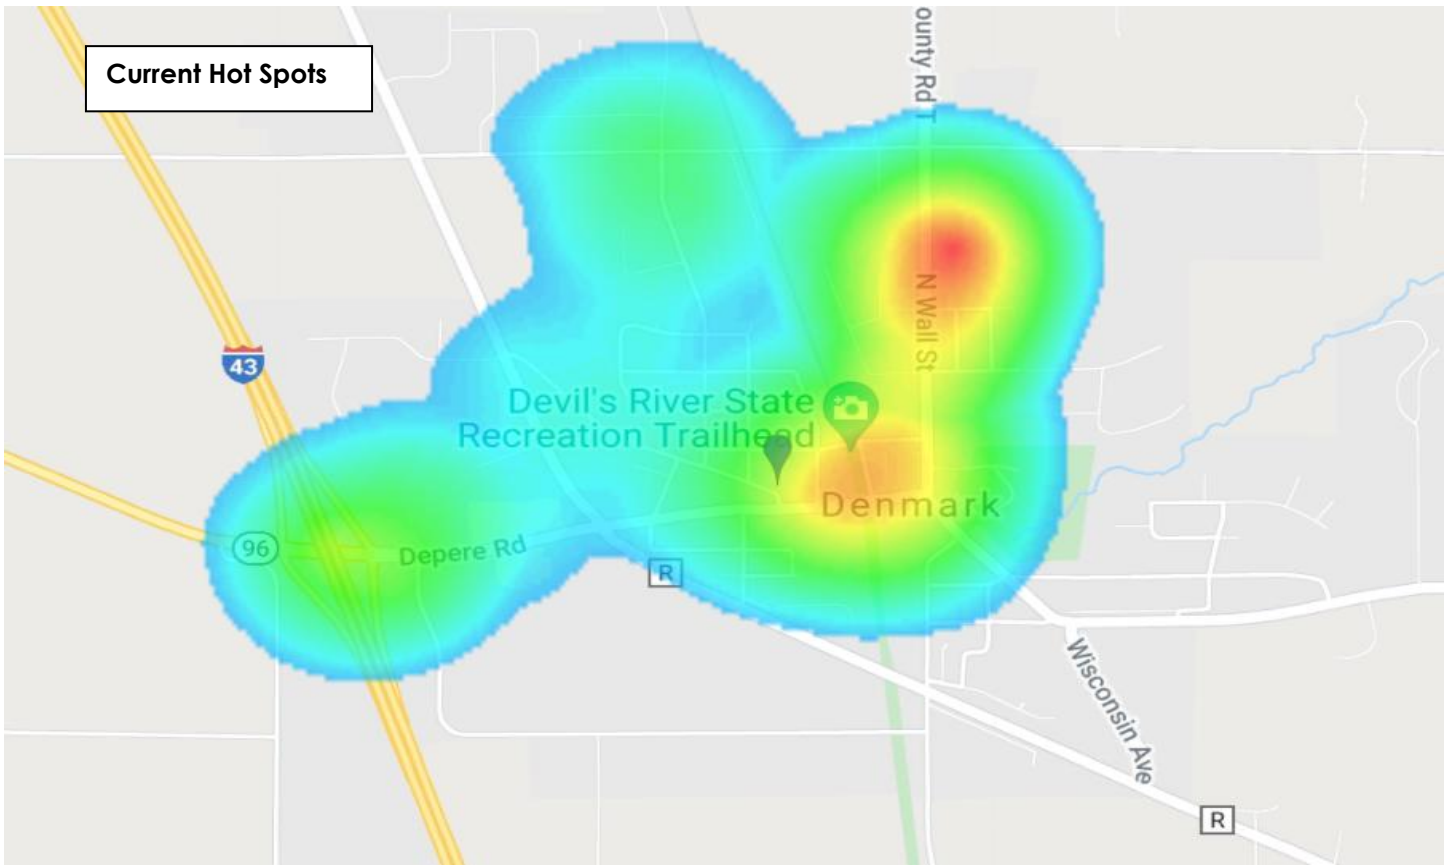 Current Hot Spots
ounty Rd T
N Wall St
43
Devil's River State
Recreation Trailhead
Denmark
96
Depere Rd
R
Wisconsin Ave
R